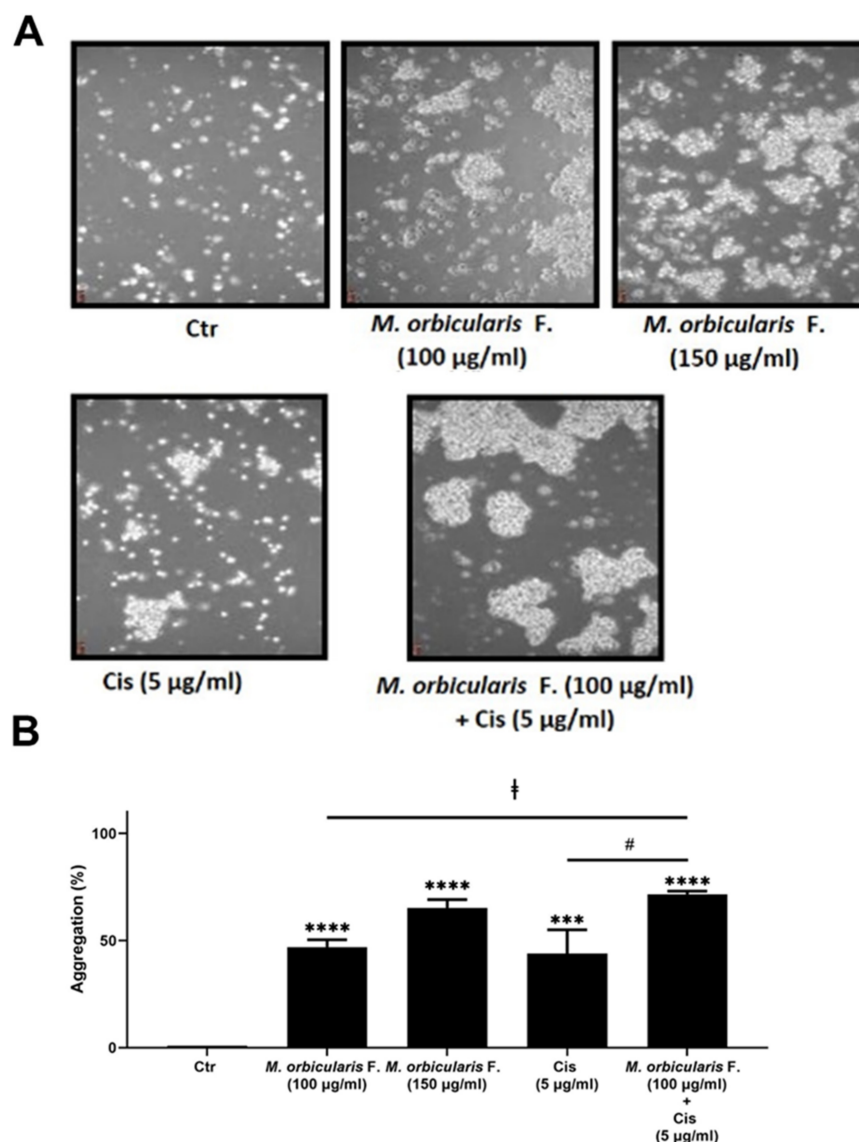 A
Ctr
M. orbicularis F.
(100 µg/ml)
M. orbicularis F.
(150 µg/ml)
Cis (5 µg/ml)
M. orbicularis F. (100 µg/ml)
+ Cis (5 µg/ml)
B
Aggregation (%)
100
50
0
ǂ
#
****
****
***
****
Ctr
M. orbicularis F.
(100 µg/ml)
M. orbicularis F.
(150 µg/ml)
Cis
(5 µg/ml)
M. orbicularis F.
(100 µg/ml)
+
Cis
(5 µg/ml)